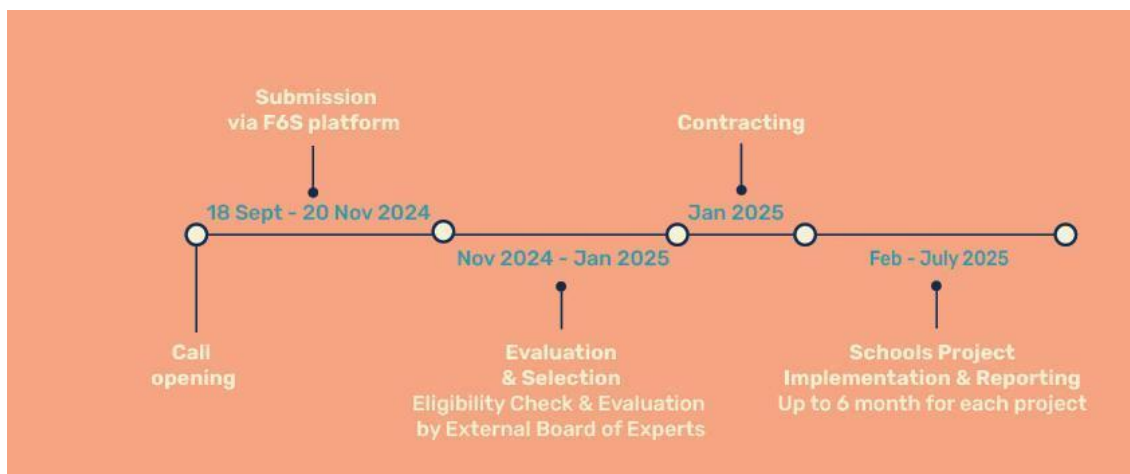 Submission
via F6S platform
Contracting
18 Sept - 20 Nov 2024
Jan 2025
Nov 2024 - Jan 2025
Feb - July 2025
Call
opening
Evaluation
& Selection
Eligibility Check & Evaluation
by External Board of Experts
Schools Project
Implementation & Reporting
Up to 6 month for each project